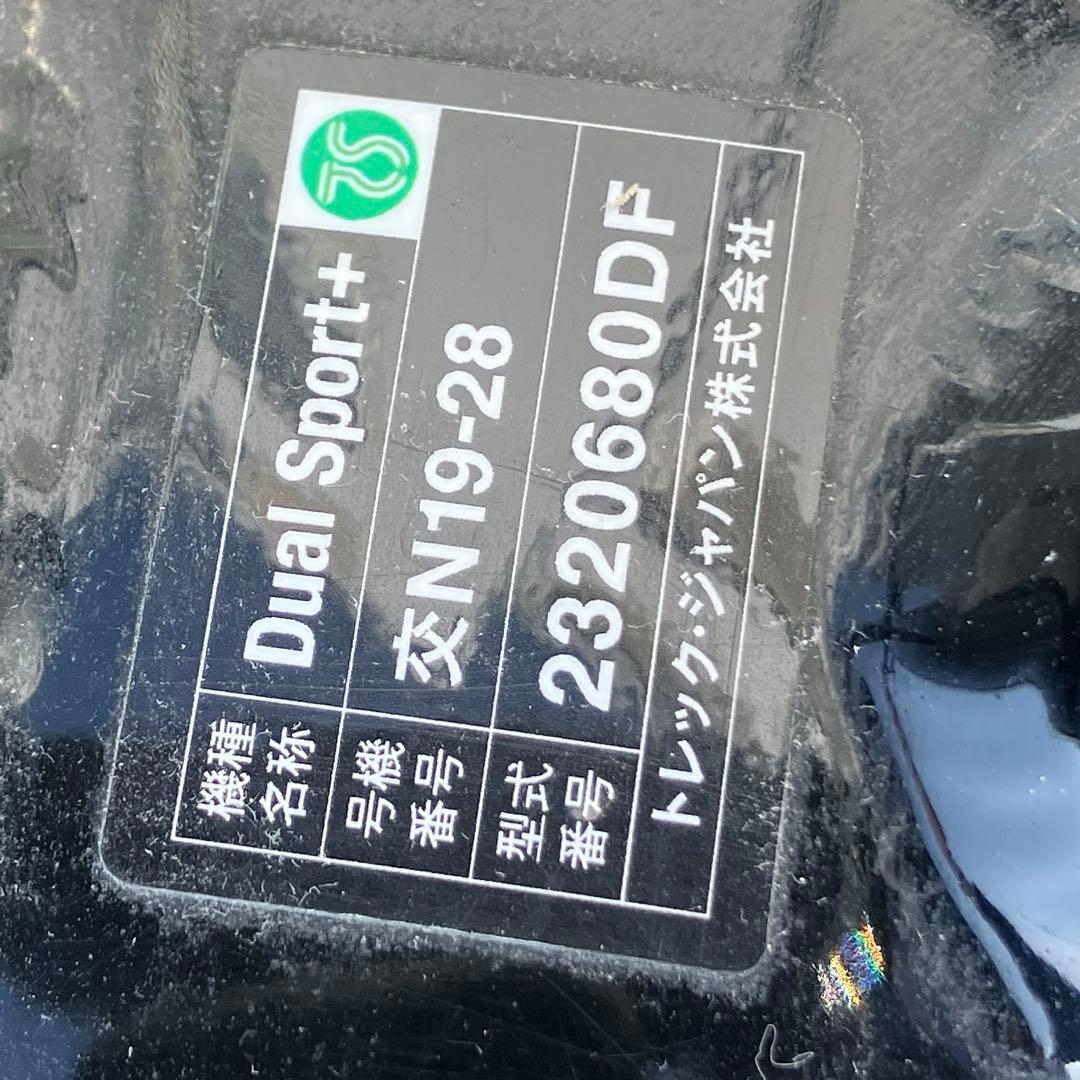 機種名称 Dual Sport+ TS
号機番号 交N19-28
型式番号 2320680DF
トレック・ジャパン株式会社